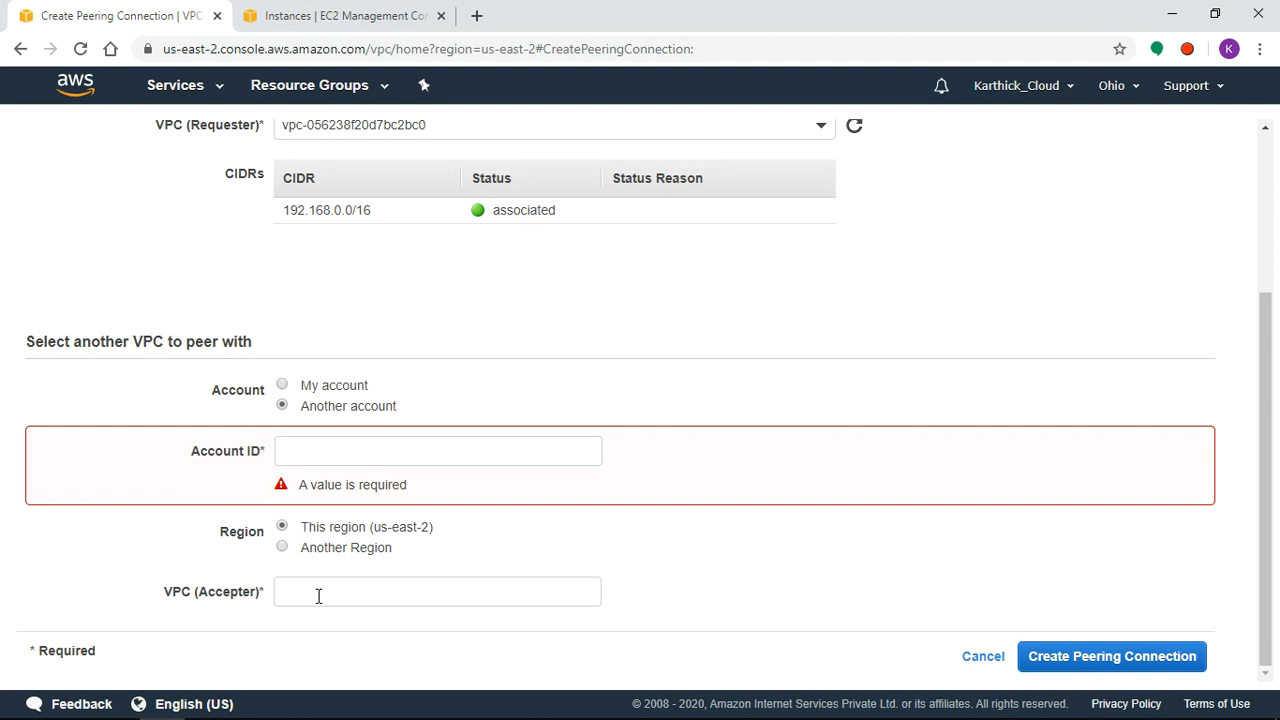 Create Peering Connection | VPC
Instances | EC2 Management Con
us-east-2.console.aws.amazon.com/vpc/home?region=us-east-2#CreatePeeringConnection:
K
aws
Services
Resource Groups
Karthick_Cloud
Ohio
Support
VPC (Requester)*
vpc-056238f20d7bc2bc0
CIDRs
CIDR
Status
Status Reason
192.168.0.0/16
associated
Select another VPC to peer with
Account
My account
Another account
Account ID*
A value is required
Region
This region (us-east-2)
Another Region
VPC (Accepter)*
* Required
Cancel
Create Peering Connection
Feedback
English (US)
© 2008 - 2020, Amazon Internet Services Private Ltd. or its affiliates. All rights reserved.
Privacy Policy
Terms of Use